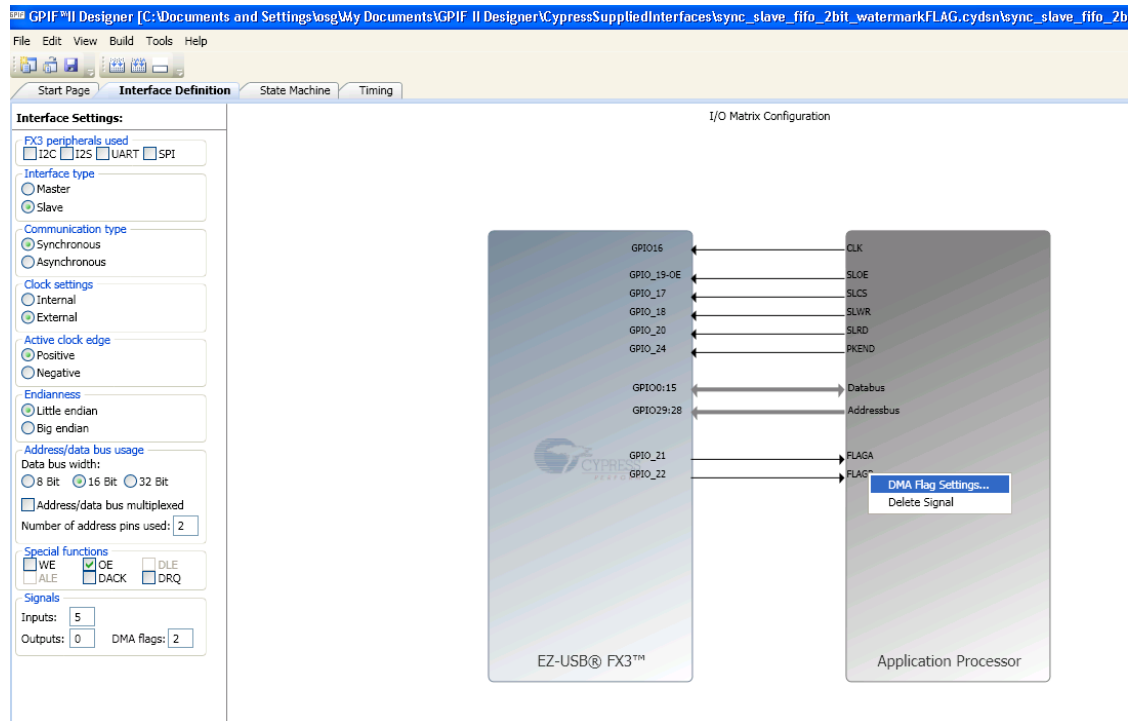 GPIF™II Designer [C:\Documents and Settings\osg\My Documents\GPIF II Designer\CypressSuppliedInterfaces\sync_slave_fifo_2bit_watermarkFLAG.cydsn\sync_slave_fifo_2b
File Edit View Build Tools Help
Start Page Interface Definition State Machine Timing
Interface Settings:
I/O Matrix Configuration
FX3 peripherals used
I2C I2S UART SPI
Interface type
Master
Slave
Communication type
Synchronous
Asynchronous
Clock settings
Internal
External
Active clock edge
Positive
Negative
Endianness
Little endian
Big endian
Address/data bus usage
Data bus width:
8 Bit 16 Bit 32 Bit
Address/data bus multiplexed
Number of address pins used: 2
Special functions
WE OE DLE
ALE DACK DRQ
Signals
Inputs: 5
Outputs: 0 DMA flags: 2
GPIO16 CLK
GPIO_19-OE SLOE
GPIO_17 SLCS
GPIO_18 SLWR
GPIO_20 SLRD
GPIO_24 PKEND
GPIO0:15 Databus
GPIO29:28 Addressbus
GPIO_21 FLAGA
CYPRESS
GPIO_22
DMA Flag Settings...
Delete Signal
EZ-USB® FX3™ Application Processor